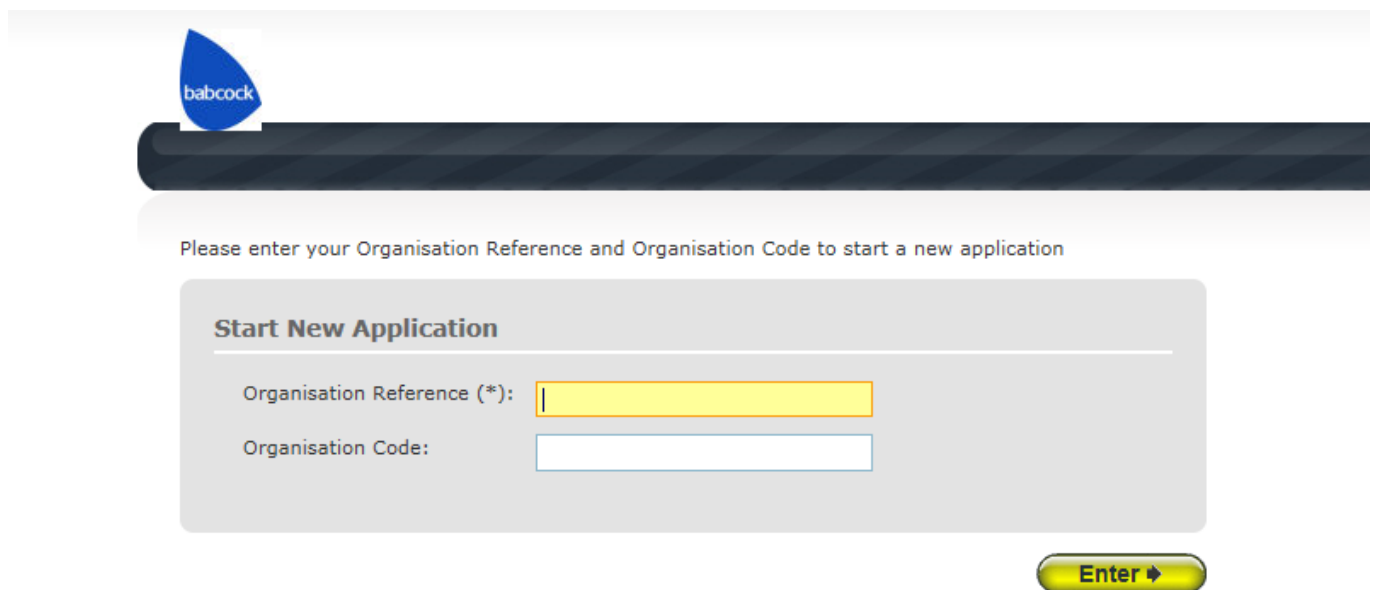 babcock
Please enter your Organisation Reference and Organisation Code to start a new application
Start New Application
Organisation Reference (*):
Organisation Code:
Enter